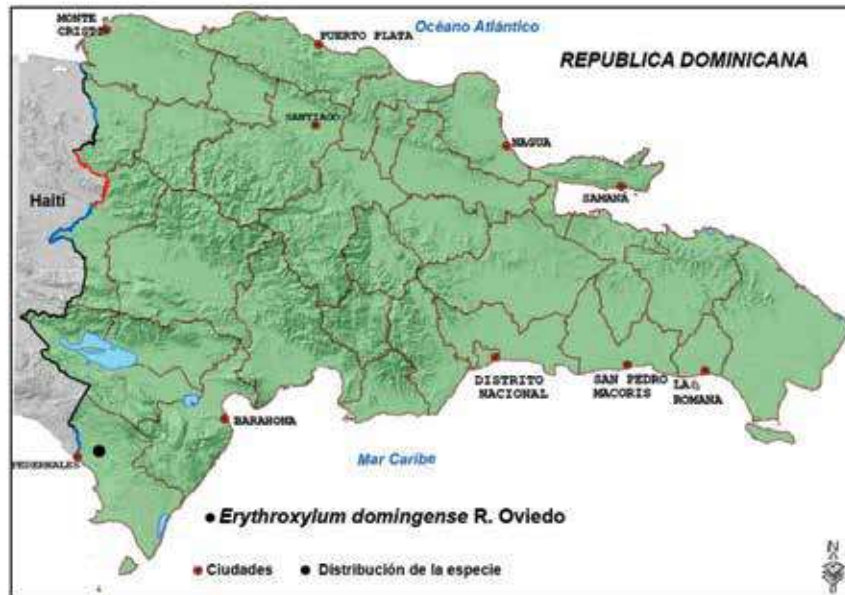 MONTE
CRISTI
Océano Atlántico
PUERTO PLATA
REPUBLICA DOMINICANA
SANTIAGO
NAGUA
Haití
SAMANA
DISTRITO
NACIONAL
SAN PEDRO
MACORIS
LA
ROMANA
BARAHONA
Mar Caribe
PEDERNALES
Erythroxylum domingense R. Oviedo
Ciudades
Distribución de la especie
N